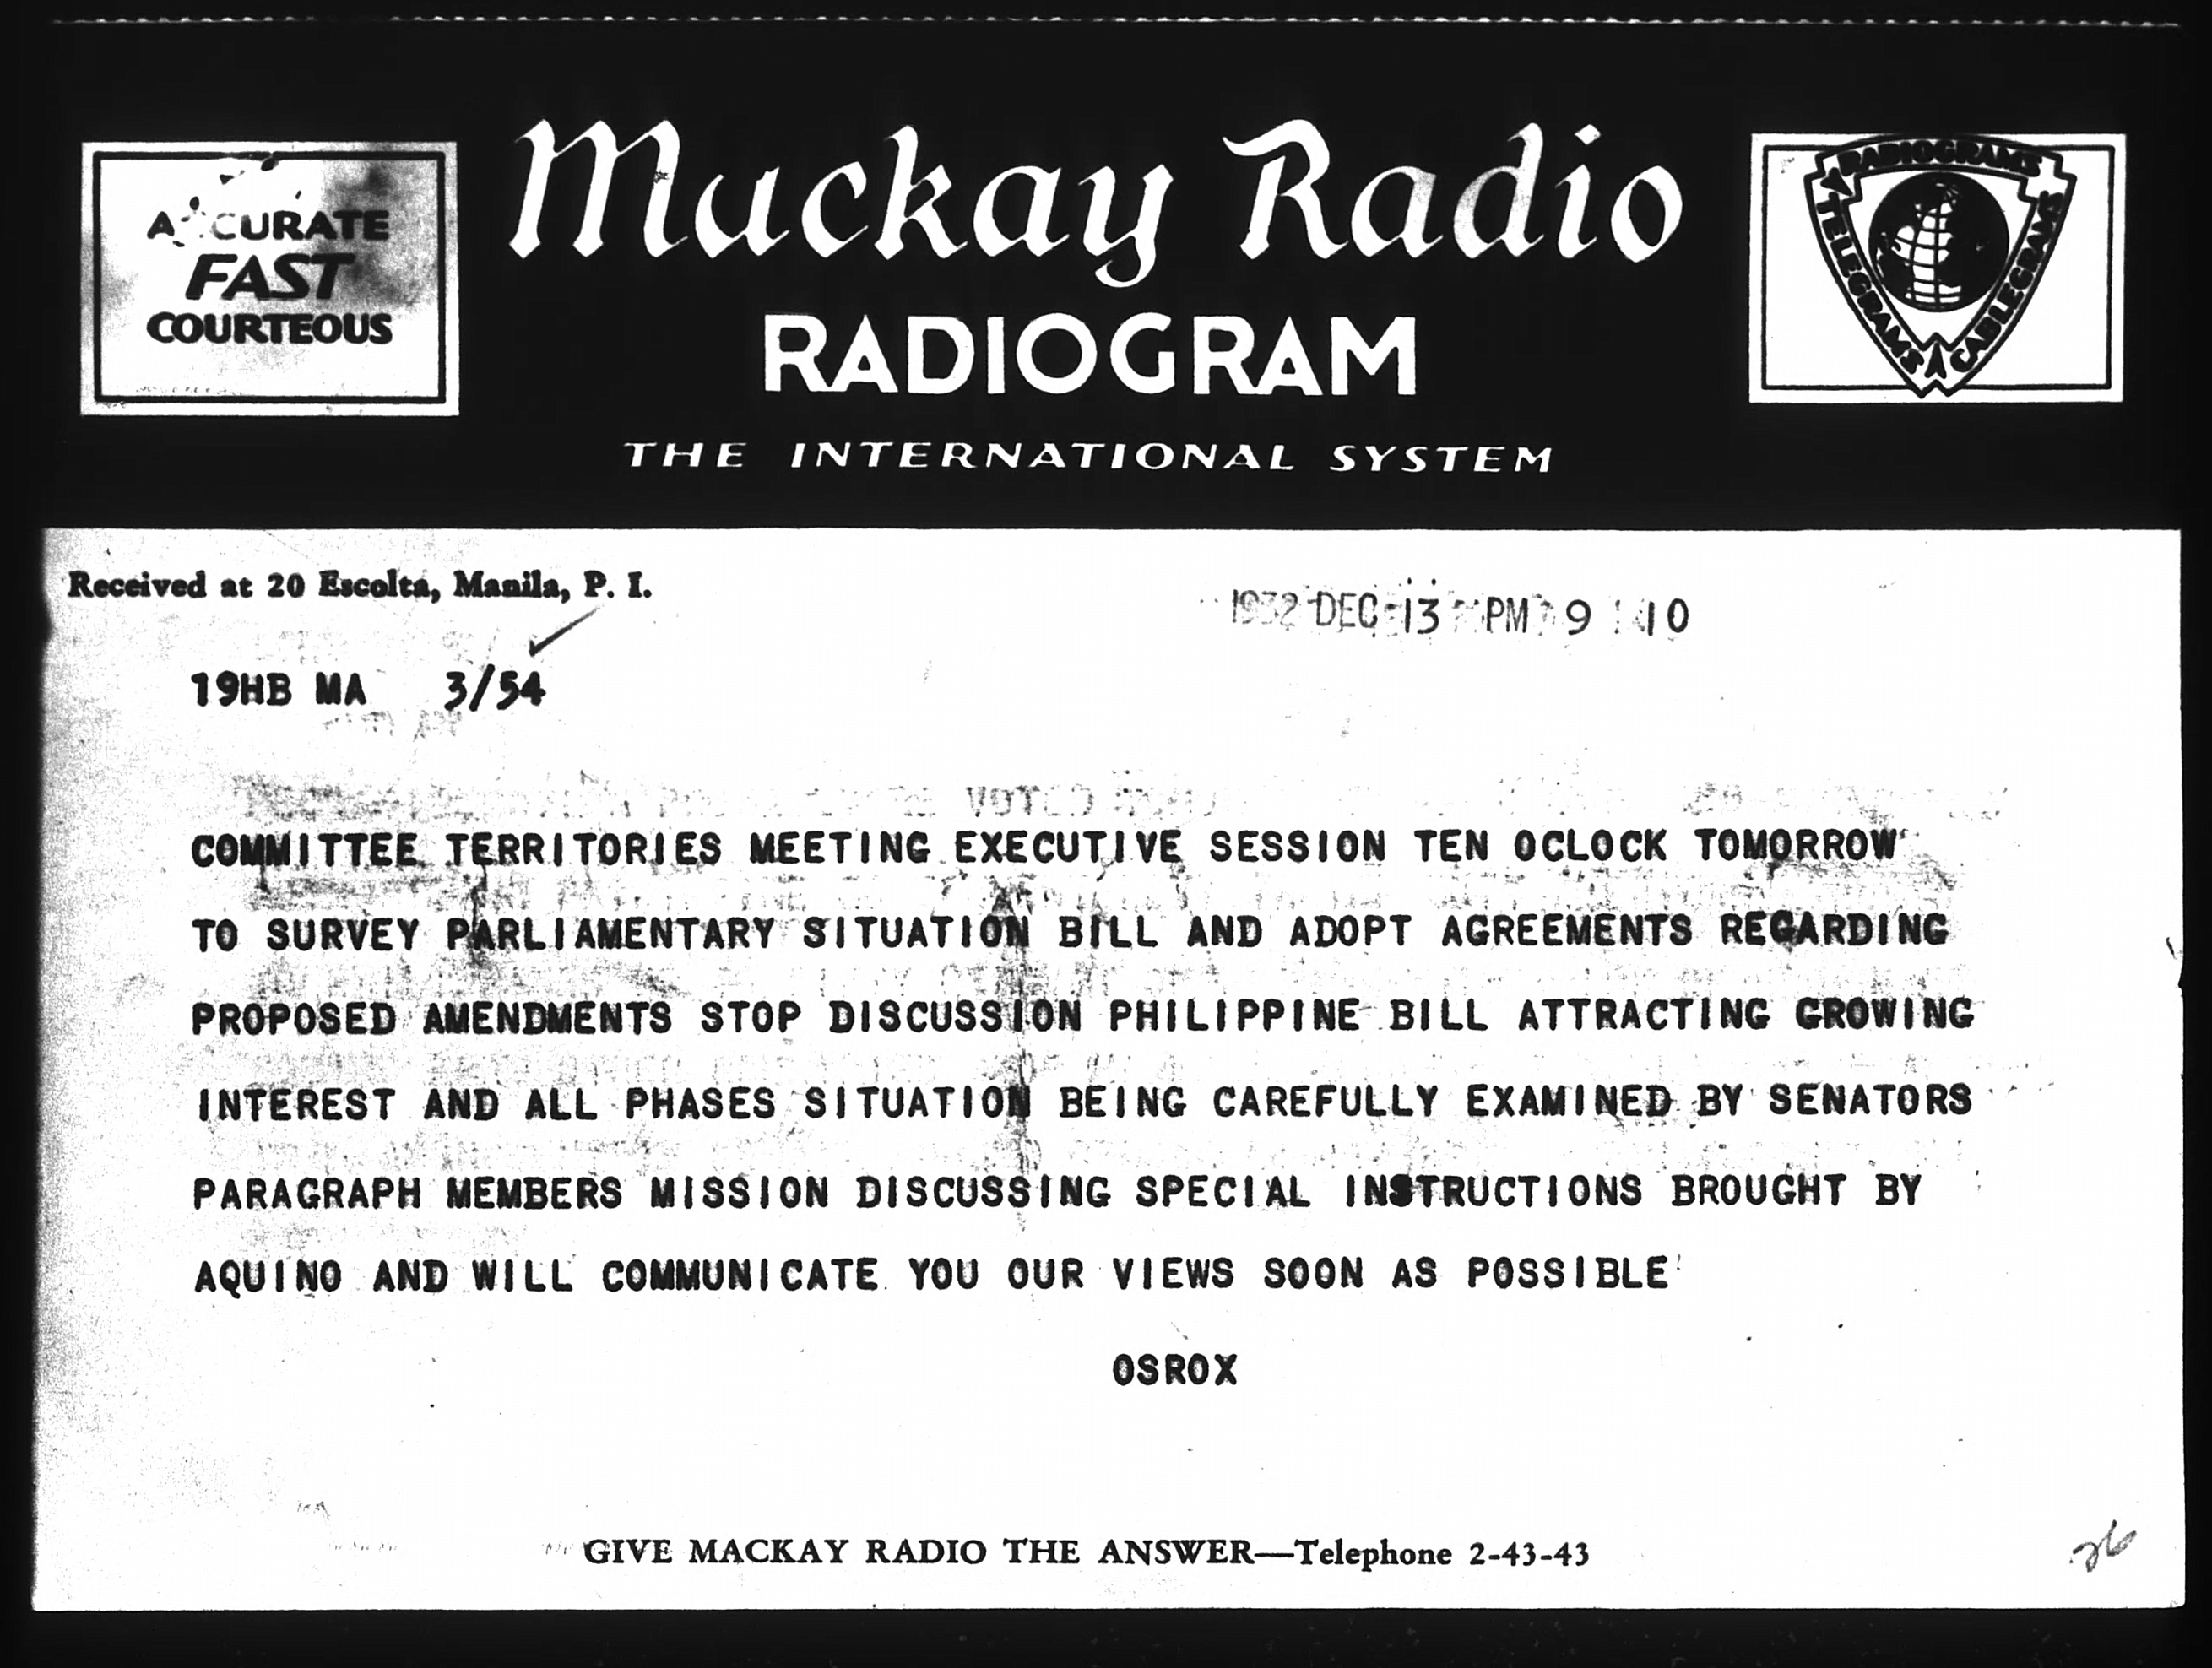 Mackay Radio
RADIOGRAM
THE INTERNATIONAL SYSTEM
ACCURATE
FAST
COURTEOUS
RADIOGRAMS
TELEGRAMS
CABLEGRAMS
Received at 20 Escolta, Manila, P. I.
1932 DEC 13 PM 9 10
19HB MA 3/54
VOTED
COMMITTEE TERRITORIES MEETING EXECUTIVE SESSION TEN OCLOCK TOMORROW
TO SURVEY PARLIAMENTARY SITUATION BILL AND ADOPT AGREEMENTS REGARDING
PROPOSED AMENDMENTS STOP DISCUSSION PHILIPPINE BILL ATTRACTING GROWING
INTEREST AND ALL PHASES SITUATION BEING CAREFULLY EXAMINED BY SENATORS
PARAGRAPH MEMBERS MISSION DISCUSSING SPECIAL INSTRUCTIONS BROUGHT BY
AQUINO AND WILL COMMUNICATE YOU OUR VIEWS SOON AS POSSIBLE
OSROX
GIVE MACKAY RADIO THE ANSWER—Telephone 2-43-43
26